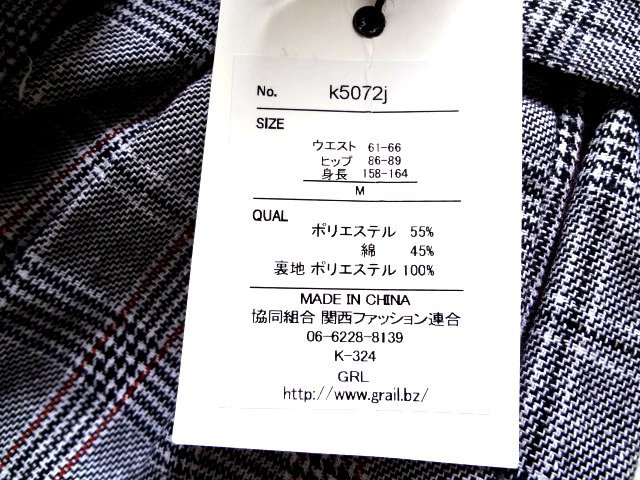 No. k5072j
SIZE
ウエスト 61-66
ヒップ 86-89
身長 158-164
M
QUAL
ポリエステル 55%
綿 45%
裏地 ポリエステル 100%
MADE IN CHINA
協同組合 関西ファッション連合
06-6228-8139
K-324
GRL
http://www.grail.bz/